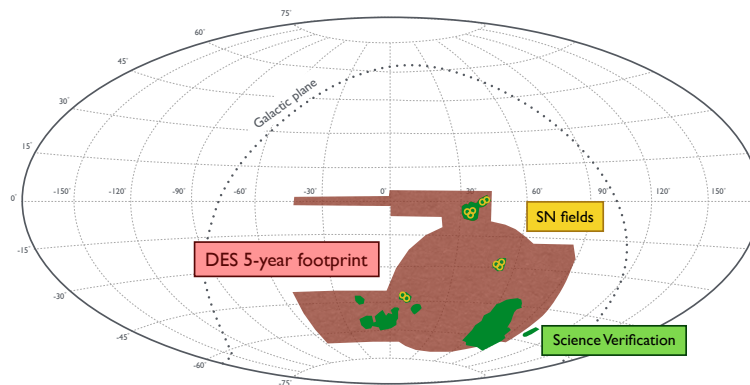 75°
60°
45°
30°
15°
Galactic plane
0°
-150° -120° -90° -60° -30° 0° 30° 60° 90° 120° 150°
SN fields
-15°
DES 5-year footprint
-30°
-45°
Science Verification
-60°
-75°